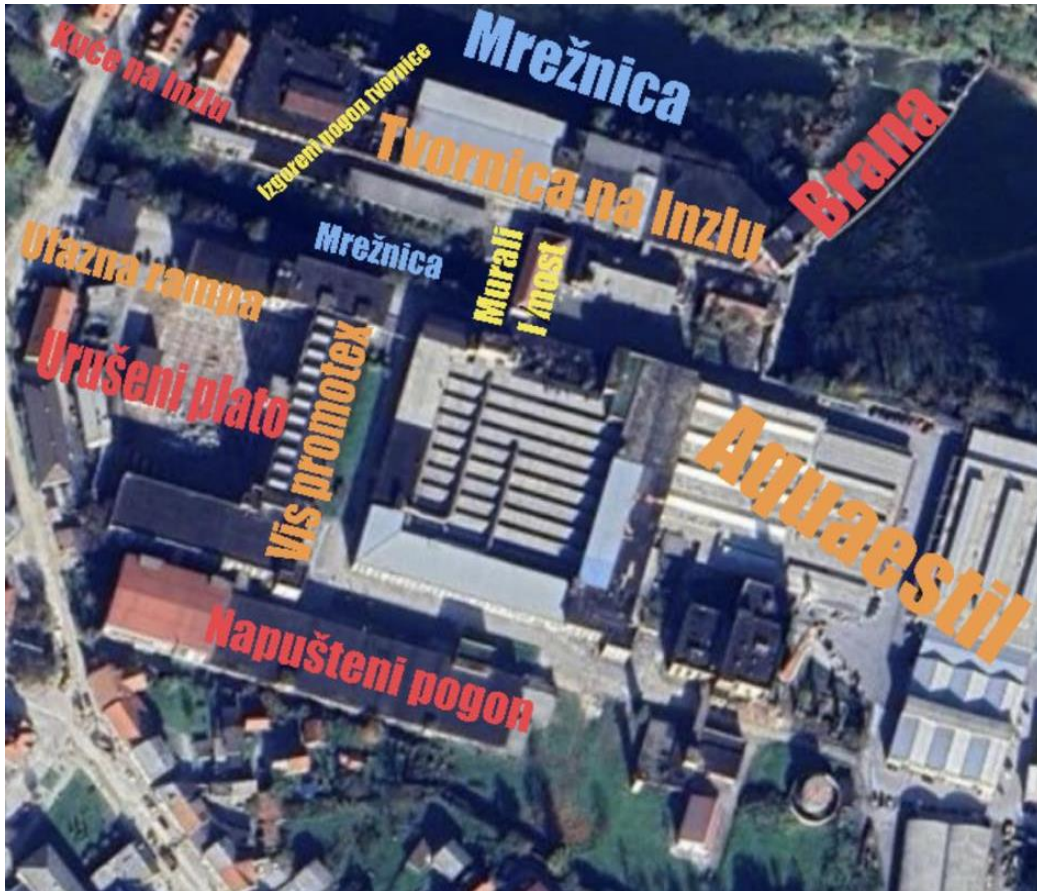 Kuće na Inzlu
Izgoreni pogon tvornice
Mrežnica
Brana
Tvornica na Inzlu
Ulazna rampa
Mrežnica
Murali
I most
Urušeni plato
Vis promotex
Aquaestil
Napušteni pogon